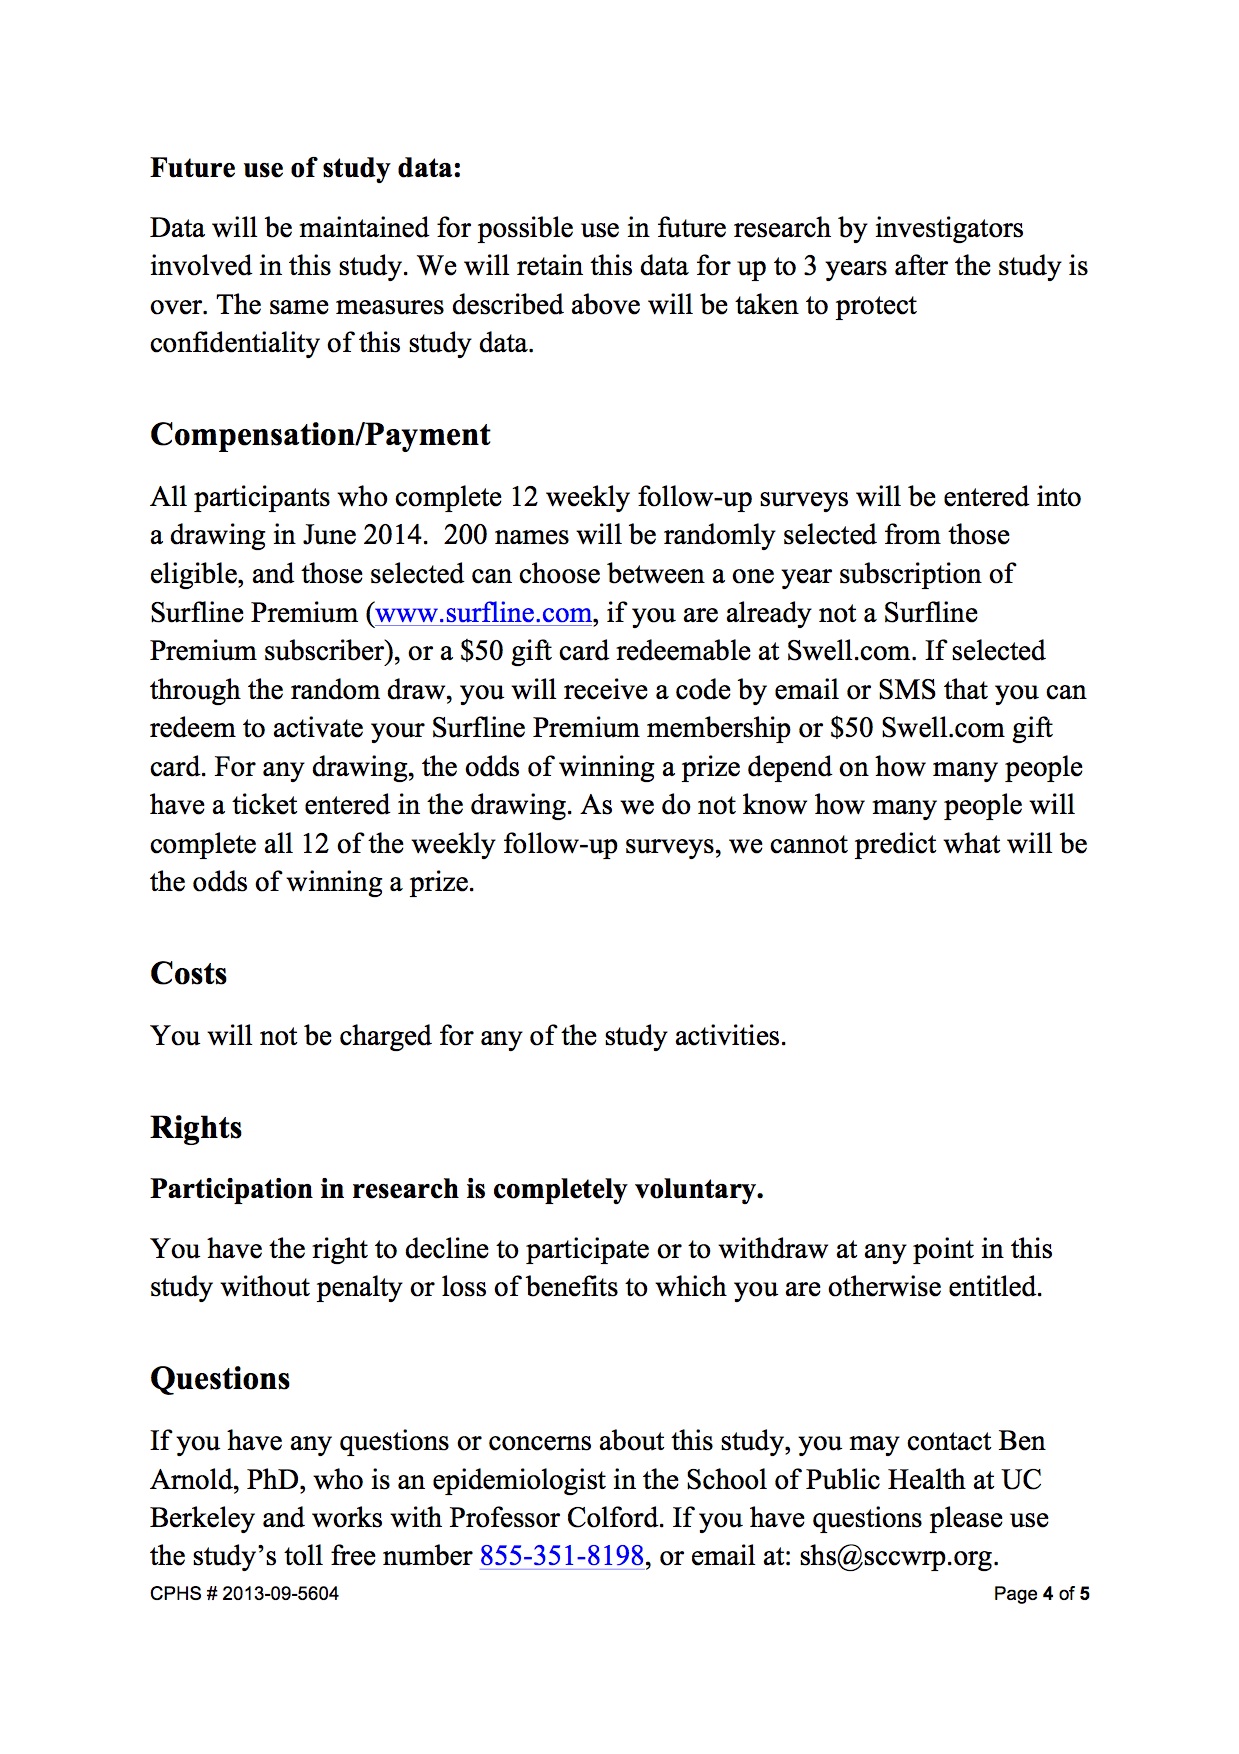 Future use of study data:
Data will be maintained for possible use in future research by investigators
involved in this study. We will retain this data for up to 3 years after the study is
over. The same measures described above will be taken to protect
confidentiality of this study data.
Compensation/Payment
All participants who complete 12 weekly follow-up surveys will be entered into
a drawing in June 2014.  200 names will be randomly selected from those
eligible, and those selected can choose between a one year subscription of
Surfline Premium (www.surfline.com, if you are already not a Surfline
Premium subscriber), or a $50 gift card redeemable at Swell.com. If selected
through the random draw, you will receive a code by email or SMS that you can
redeem to activate your Surfline Premium membership or $50 Swell.com gift
card. For any drawing, the odds of winning a prize depend on how many people
have a ticket entered in the drawing. As we do not know how many people will
complete all 12 of the weekly follow-up surveys, we cannot predict what will be
the odds of winning a prize.
Costs
You will not be charged for any of the study activities.
Rights
Participation in research is completely voluntary.
You have the right to decline to participate or to withdraw at any point in this
study without penalty or loss of benefits to which you are otherwise entitled.
Questions
If you have any questions or concerns about this study, you may contact Ben
Arnold, PhD, who is an epidemiologist in the School of Public Health at UC
Berkeley and works with Professor Colford. If you have questions please use
the study’s toll free number 855-351-8198, or email at: shs@sccwrp.org.
CPHS # 2013-09-5604 Page 4 of 5